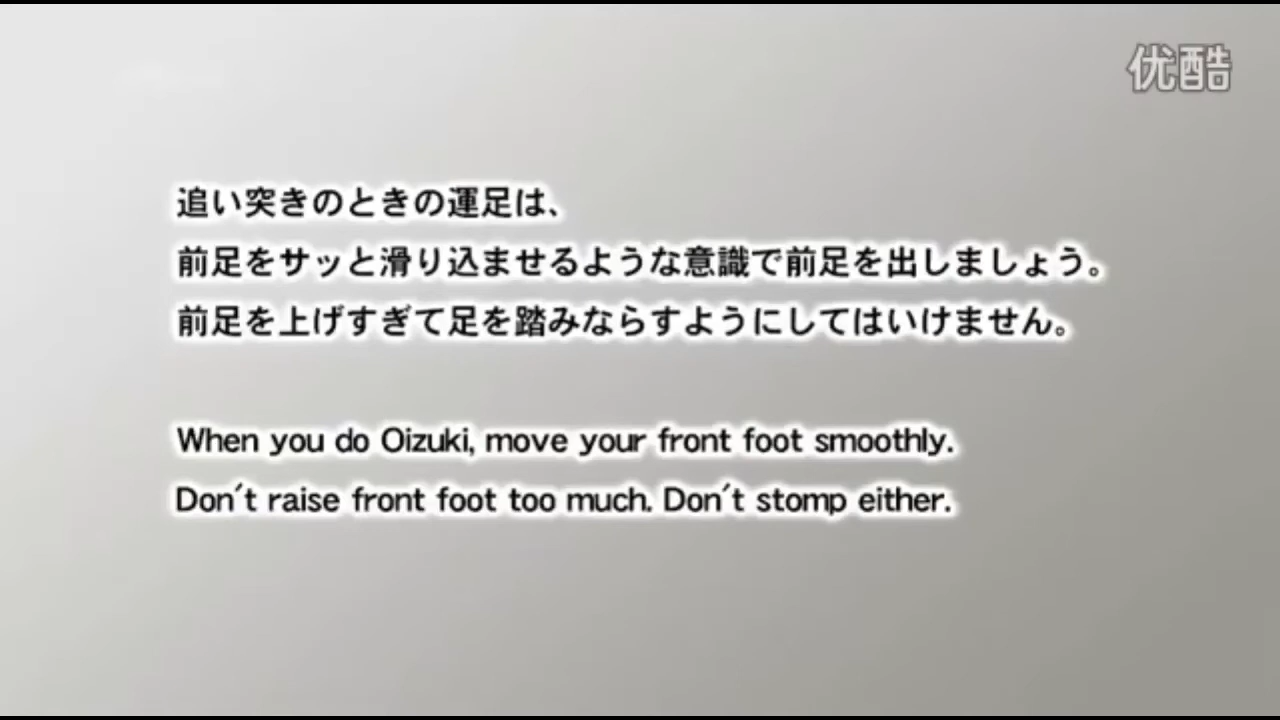 优酷
追い突きのときの運足は、
前足をサッと滑り込ませるような意識で前足を出しましょう。
前足を上げすぎて足を踏みならすようにしてはいけません。
When you do Oizuki, move your front foot smoothly.
Don't raise front foot too much. Don't stomp either.